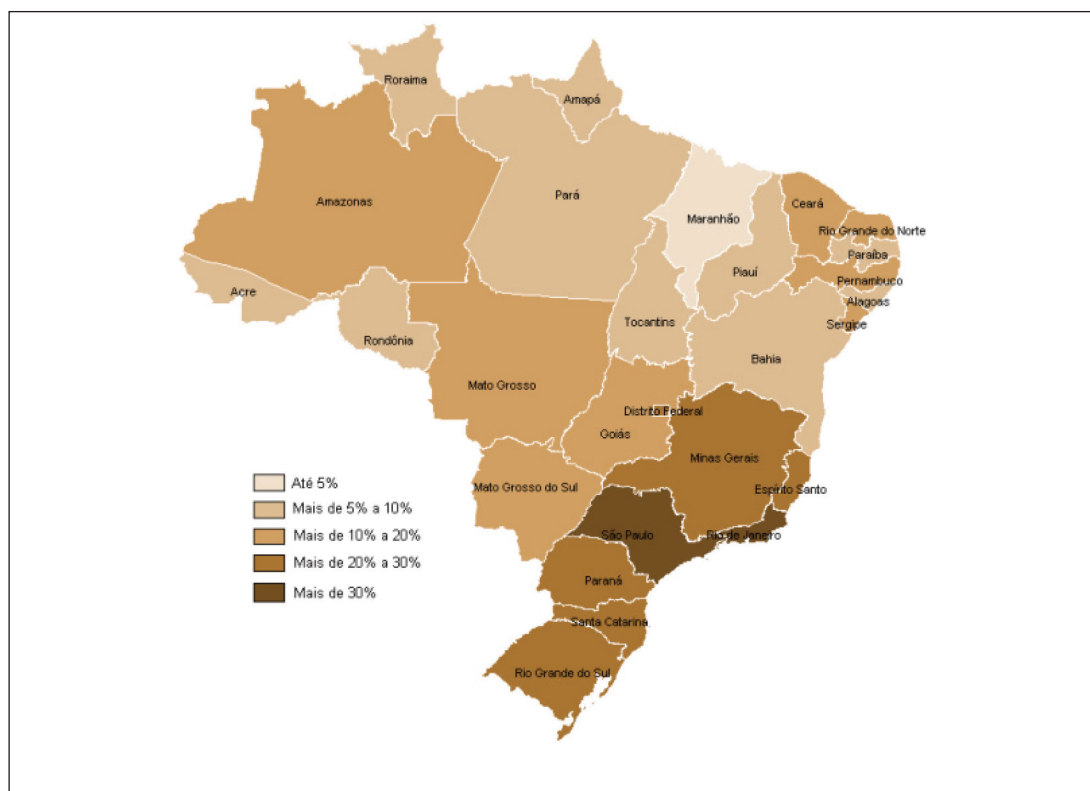 Roraima
Amapá
Amazonas
Pará
Maranhão
Ceará
Rio Grande do Norte
Paraíba
Piauí
Pernambuco
Acre
Alagoas
Tocantins
Sergipe
Rondônia
Bahia
Mato Grosso
Distrito Federal
Goiás
Minas Gerais
Mato Grosso do Sul
Espírito Santo
São Paulo
Rio de Janeiro
Paraná
Santa Catarina
Rio Grande do Sul
Até 5%
Mais de 5% a 10%
Mais de 10% a 20%
Mais de 20% a 30%
Mais de 30%